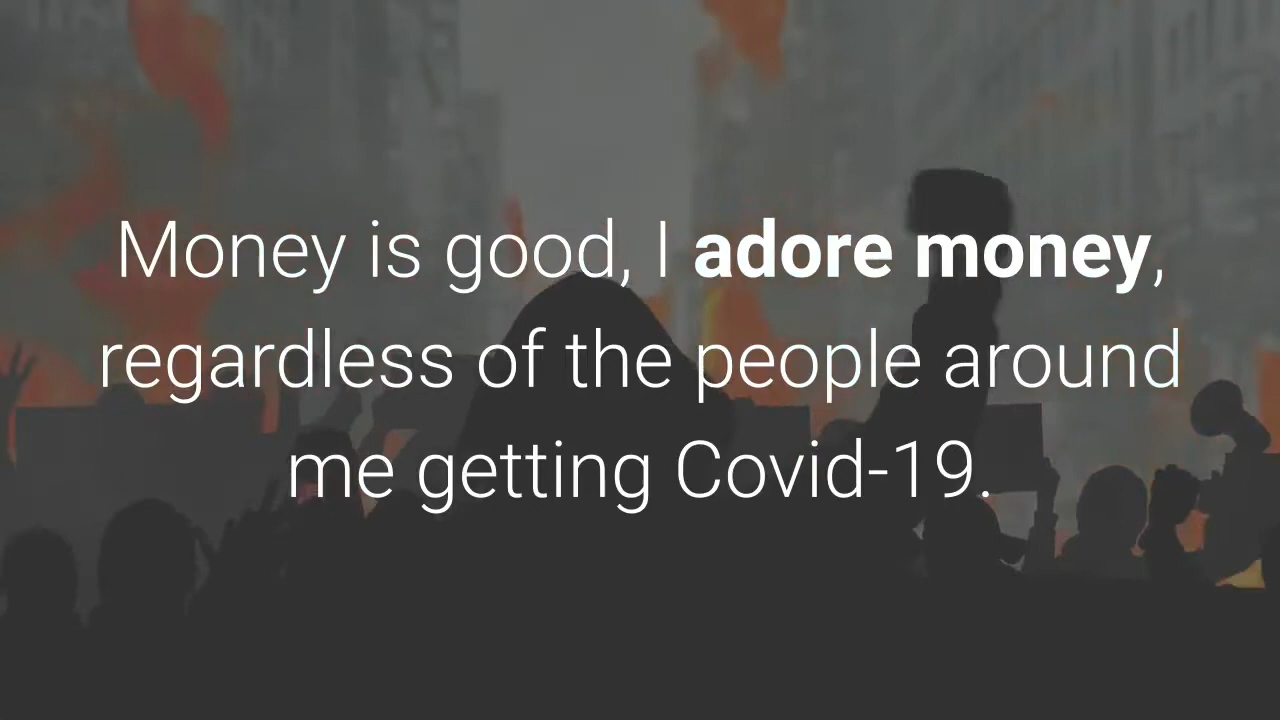 Money is good, I adore money,
regardless of the people around
me getting Covid-19.